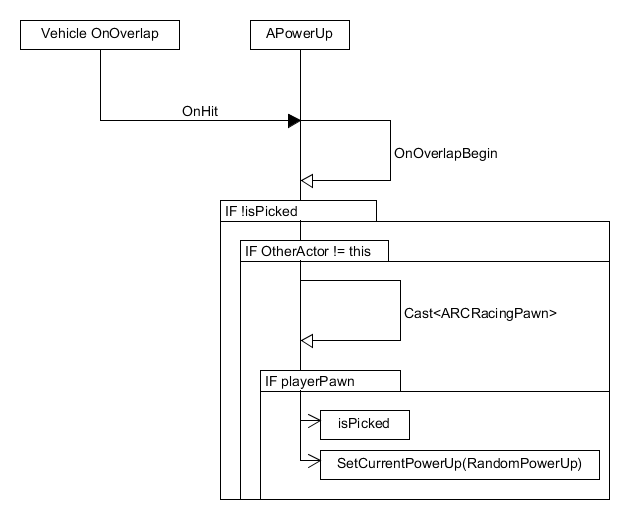 Vehicle OnOverlap
APowerUp
OnHit
OnOverlapBegin
IF !isPicked
IF OtherActor != this
Cast<ARCRacingPawn>
IF playerPawn
isPicked
SetCurrentPowerUp(RandomPowerUp)